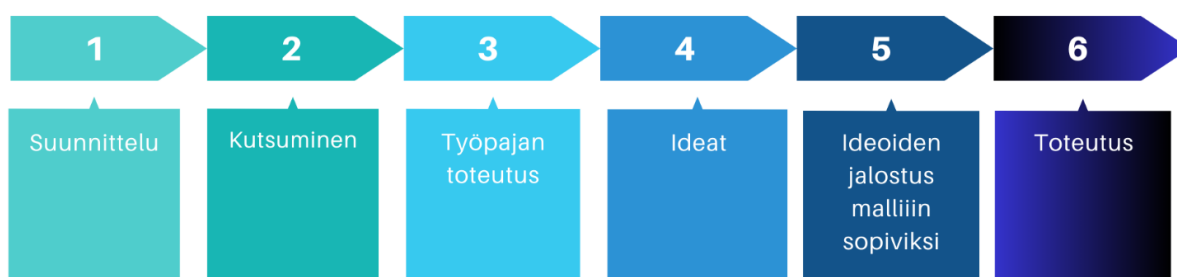 1
2
3
4
5
6
Suunnittelu
Kutsuminen
Työpajan
toteutus
Ideat
Ideoiden
jalostus
malliiin
sopiviksi
Toteutus